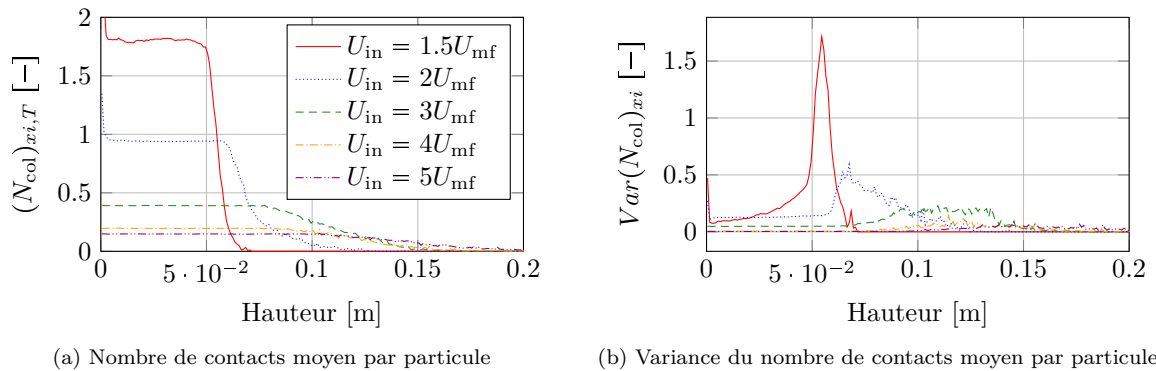 2
1.5
1
0.5
0
(N_col)_{xi,T} [−]
U_in = 1.5U_mf
U_in = 2U_mf
U_in = 3U_mf
U_in = 4U_mf
U_in = 5U_mf
0 5 · 10^{−2} 0.1 0.15 0.2
Hauteur [m]
(a) Nombre de contacts moyen par particule
1.5
1
0.5
0
Var(N_col)_{xi} [−]
0 5 · 10^{−2} 0.1 0.15 0.2
Hauteur [m]
(b) Variance du nombre de contacts moyen par particule